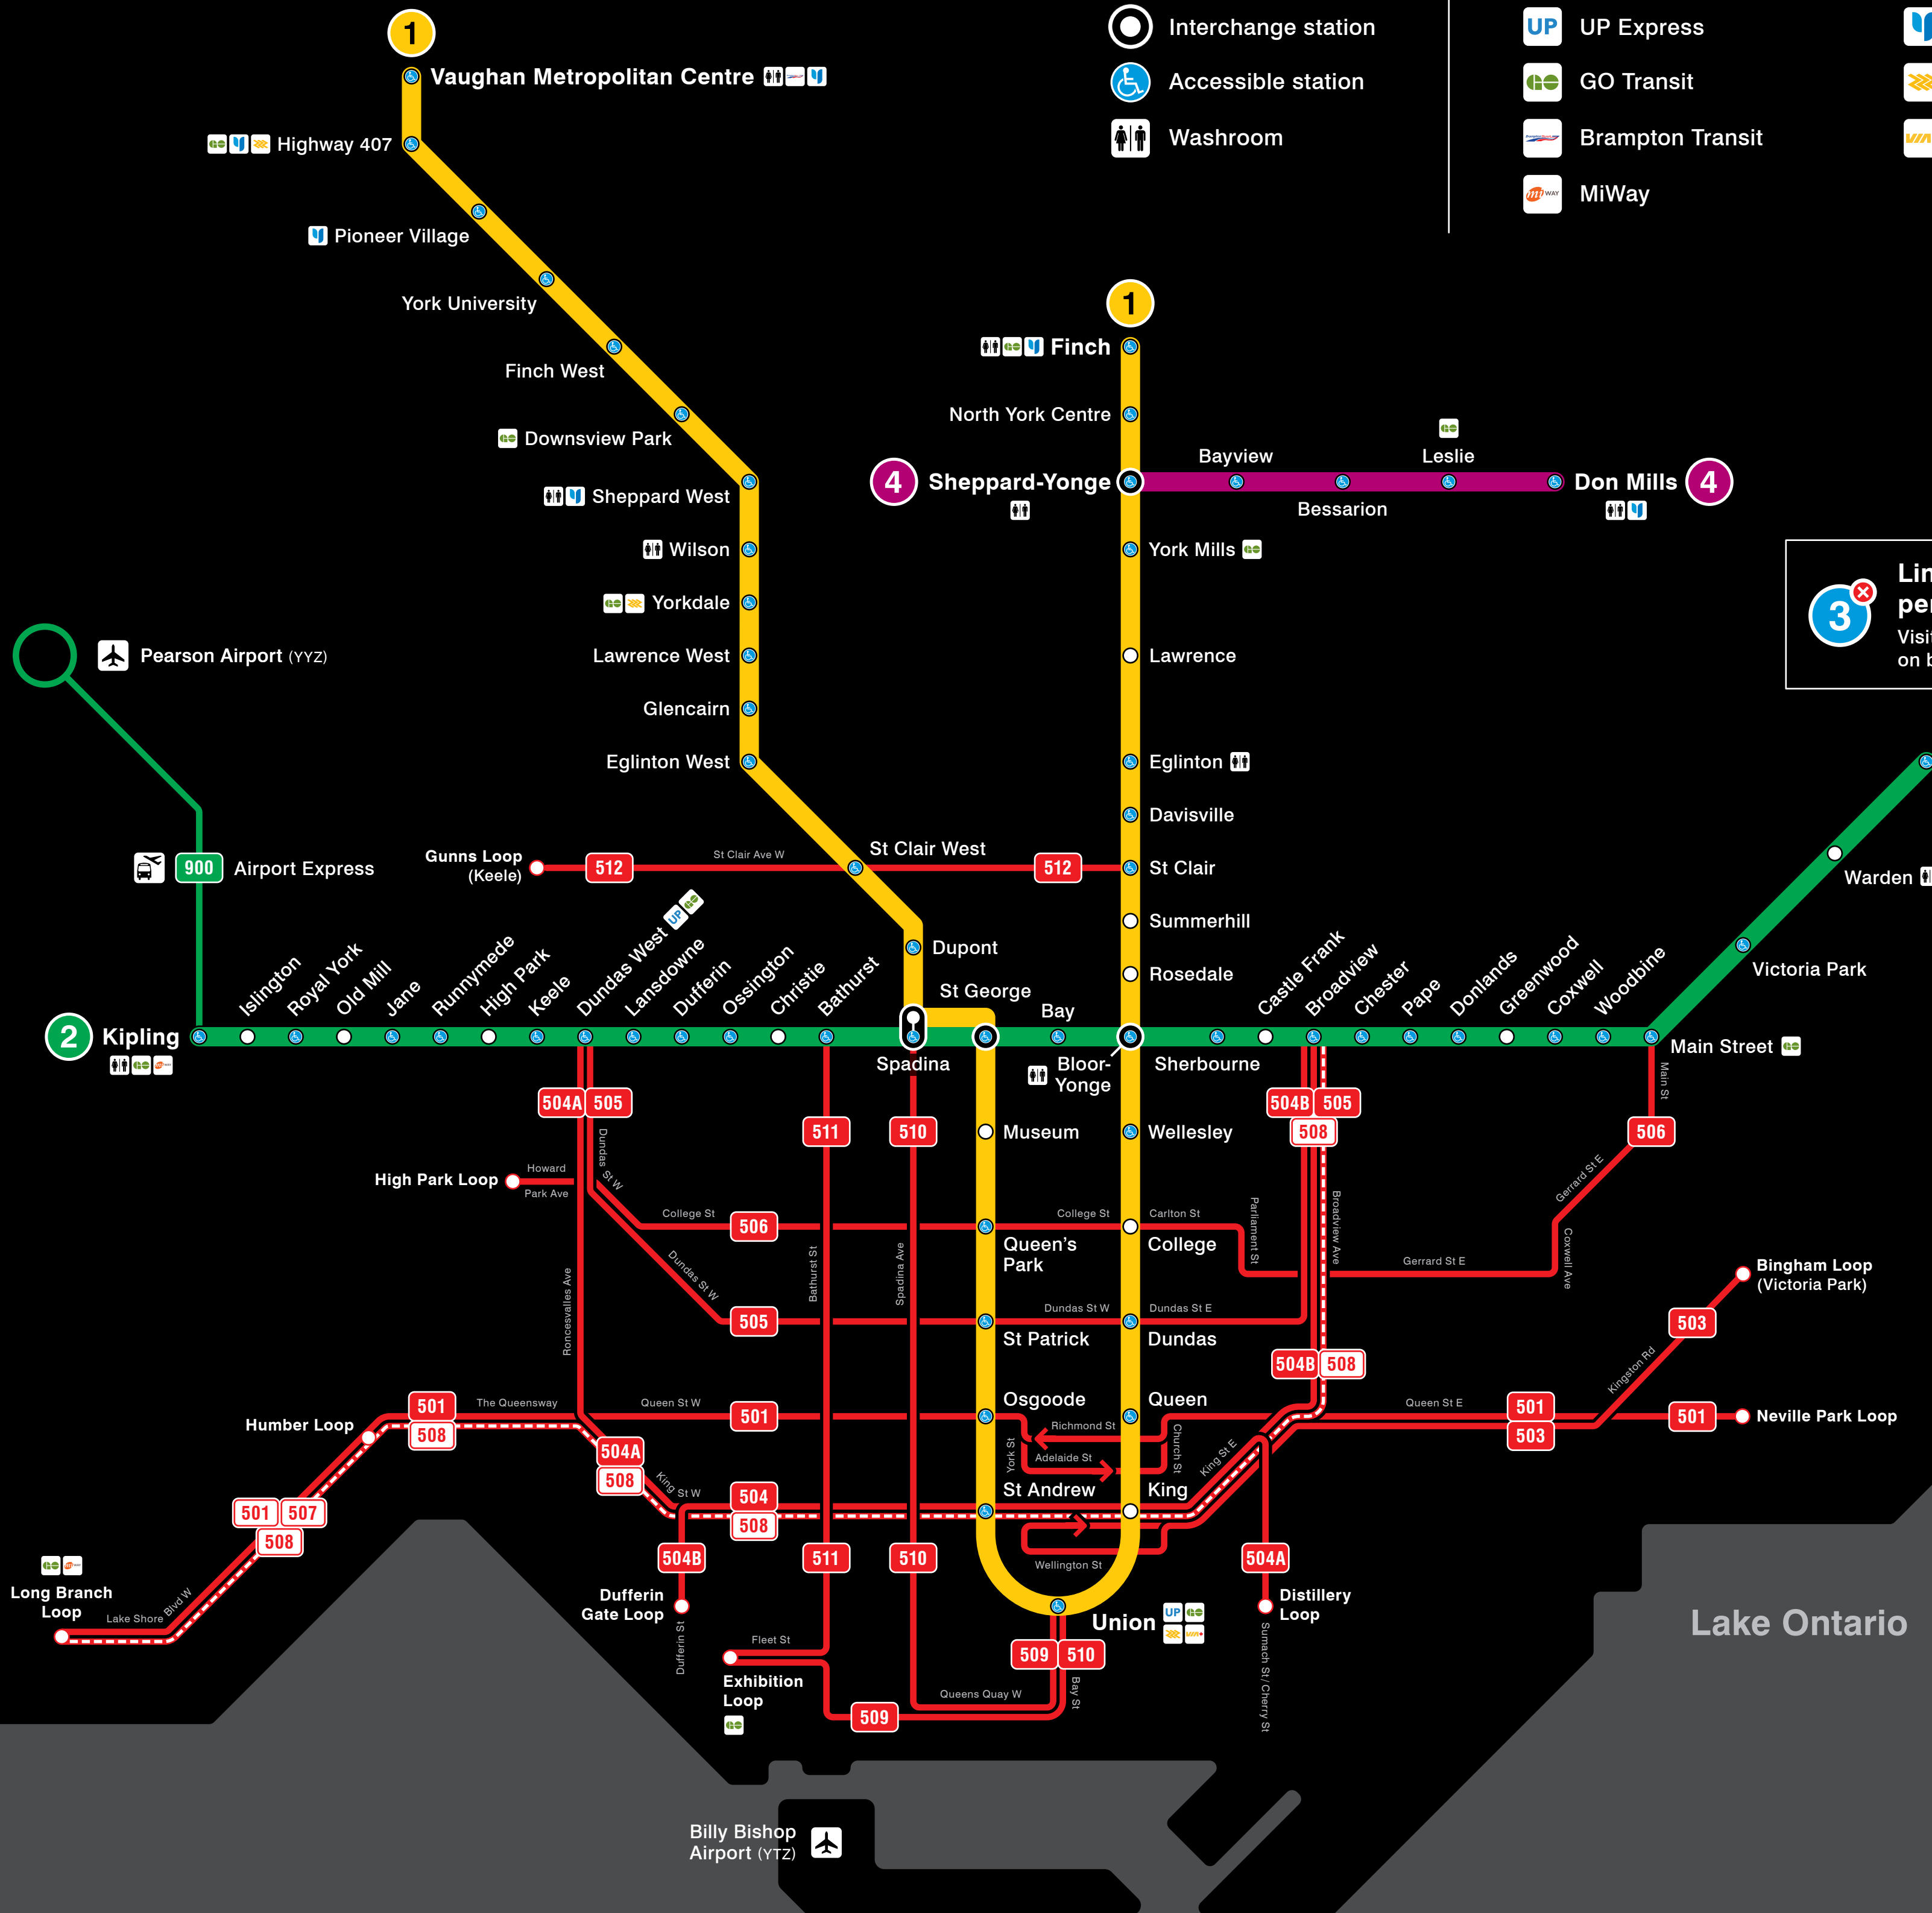 1
Vaughan Metropolitan Centre
Highway 407
Pioneer Village
York University
Finch West
Downsview Park
Sheppard West
Wilson
Yorkdale
Lawrence West
Glencairn
Eglinton West
Interchange station
Accessible station
Washroom
UP
UP Express
GO Transit
Brampton Transit
MiWay
1
Finch
North York Centre
4
Sheppard-Yonge
Bayview
Bessarion
Leslie
Don Mills
4
York Mills
Lawrence
Eglinton
Davisville
St Clair
Summerhill
Rosedale
3
Pearson Airport (YYZ)
900
Airport Express
Gunns Loop
(Keele)
512
St Clair Ave W
St Clair West
512
Dupont
St George
Spadina
Bay
Bloor-
Yonge
Sherbourne
2
Kipling
Islington
Royal York
Old Mill
Jane
Runnymede
High Park
Keele
Dundas West
UP
Lansdowne
Dufferin
Ossington
Christie
Bathurst
Castle Frank
Broadview
Chester
Pape
Donlands
Greenwood
Coxwell
Woodbine
Main Street
Victoria Park
Warden
504A
505
511
510
Museum
Wellesley
504B
505
508
Main St
506
High Park Loop
Howard
Park Ave
Dundas St W
College St
506
College St
Carlton St
Queen's
Park
College
Parliament St
Broadview Ave
Gerrard St E
Gerrard St E
Coxwell Ave
Roncesvalles Ave
Dundas St W
505
Bathurst St
Spadina Ave
Dundas St W
Dundas St E
St Patrick
Dundas
504B
508
Bingham Loop
(Victoria Park)
503
Kingston Rd
Humber Loop
501
508
The Queensway
Queen St W
501
Osgoode
Queen
Richmond St
Adelaide St
York St
Church St
Queen St E
501
503
501
Neville Park Loop
504A
508
King St W
504
508
St Andrew
King
King St E
Wellington St
501
507
508
Long Branch
Loop
Lake Shore
Blvd W
504B
Dufferin
Gate Loop
Dufferin St
511
510
504A
Distillery
Loop
Sumach St / Cherry St
Union
UP
509
510
Bay St
Fleet St
Exhibition
Loop
509
Queens Quay W
Lake Ontario
Billy Bishop
Airport (YTZ)